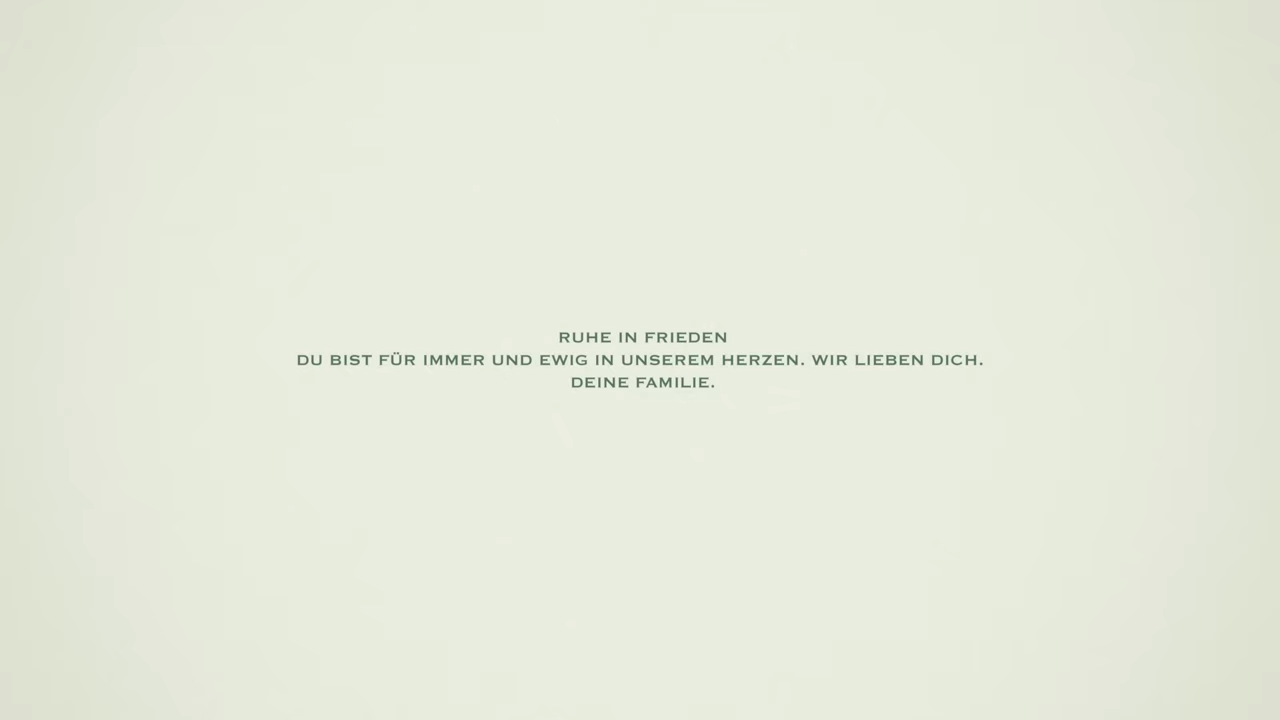 RUHE IN FRIEDEN
DU BIST FÜR IMMER UND EWIG IN UNSEREM HERZEN. WIR LIEBEN DICH.
DEINE FAMILIE.